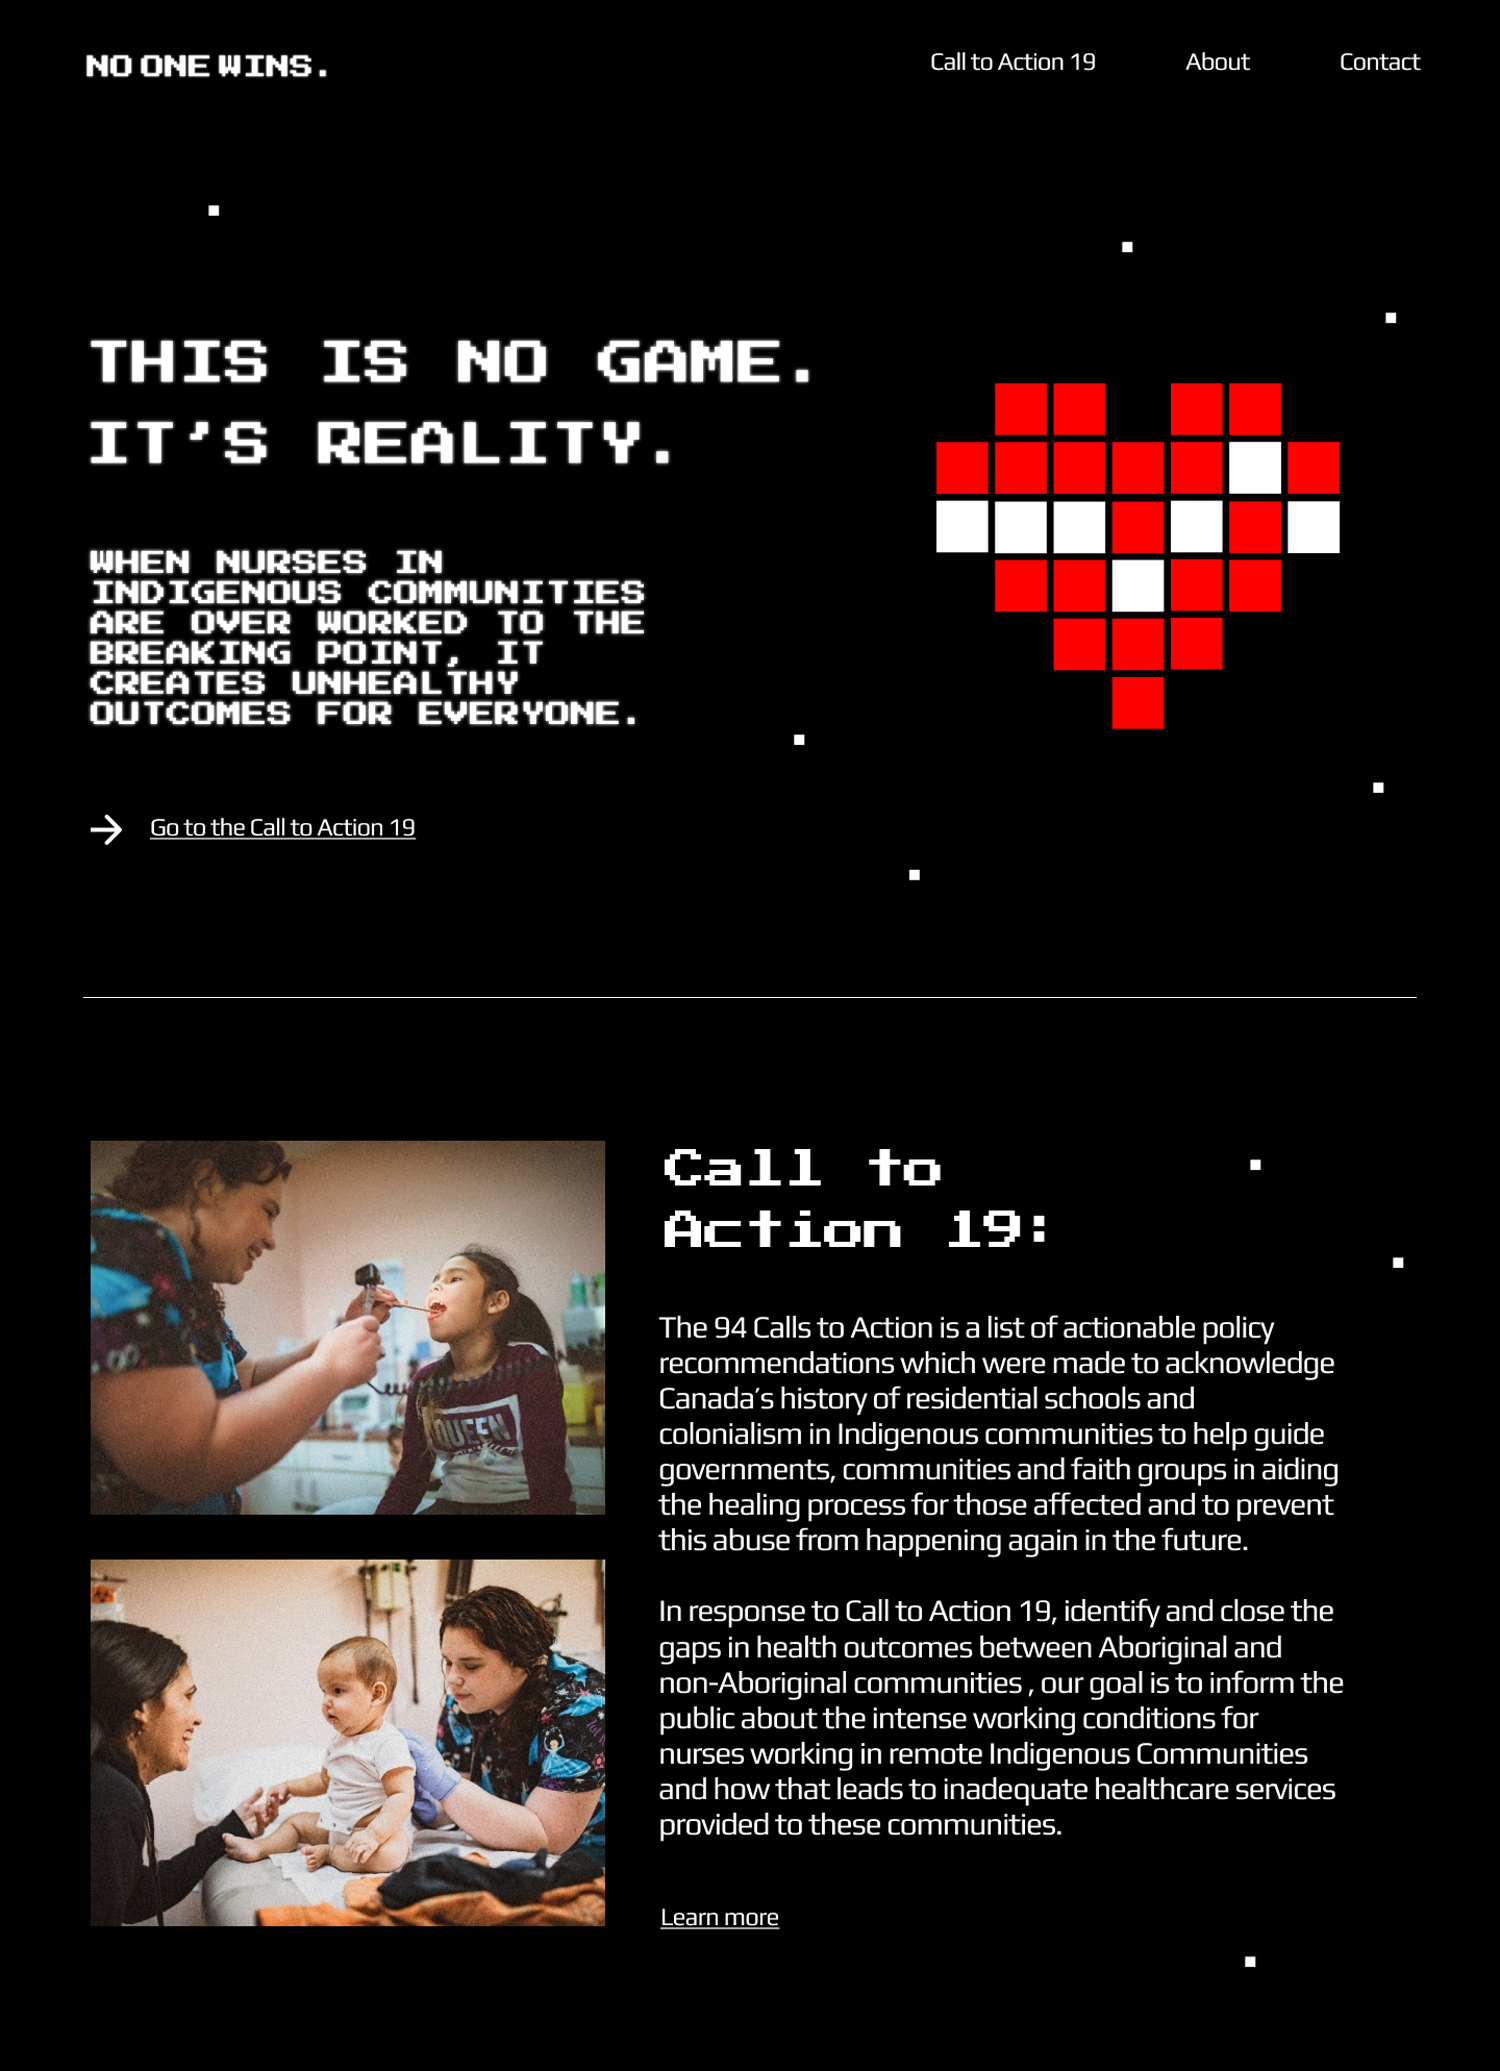 NO ONE WINS.
Call to Action 19
About
Contact
THIS IS NO GAME.
IT'S REALITY.
WHEN NURSES IN
INDIGENOUS COMMUNITIES
ARE OVER WORKED TO THE
BREAKING POINT, IT
CREATES UNHEALTHY
OUTCOMES FOR EVERYONE.
Go to the Call to Action 19
QUEEN
Call to
Action 19:
The 94 Calls to Action is a list of actionable policy
recommendations which were made to acknowledge
Canada's history of residential schools and
colonialism in Indigenous communities to help guide
governments, communities and faith groups in aiding
the healing process for those affected and to prevent
this abuse from happening again in the future.
In response to Call to Action 19, identify and close the
gaps in health outcomes between Aboriginal and
non-Aboriginal communities , our goal is to inform the
public about the intense working conditions for
nurses working in remote Indigenous Communities
and how that leads to inadequate healthcare services
provided to these communities.
Learn more